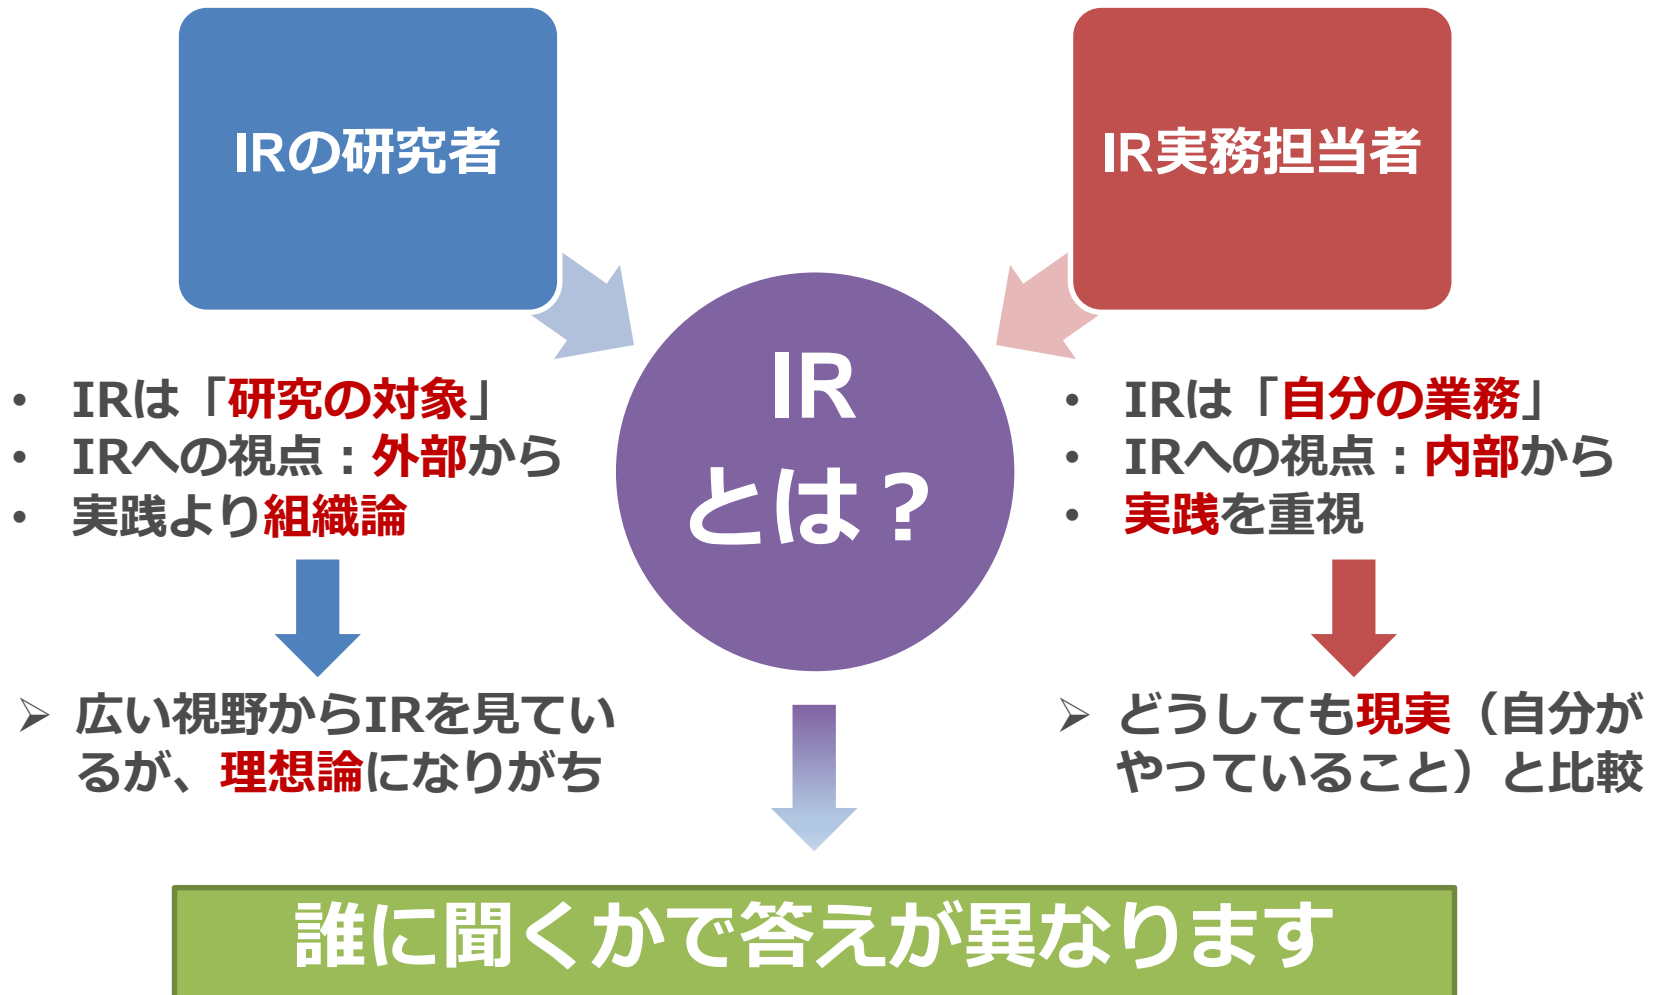 IRの研究者
IR実務担当者
IR
とは？
• IRは「研究の対象」
• IRへの視点：外部から
• 実践より組織論
• IRは「自分の業務」
• IRへの視点：内部から
• 実践を重視
➢ 広い視野からIRを見てい
るが、理想論になりがち
➢ どうしても現実（自分が
やっていること）と比較
誰に聞くかで答えが異なります